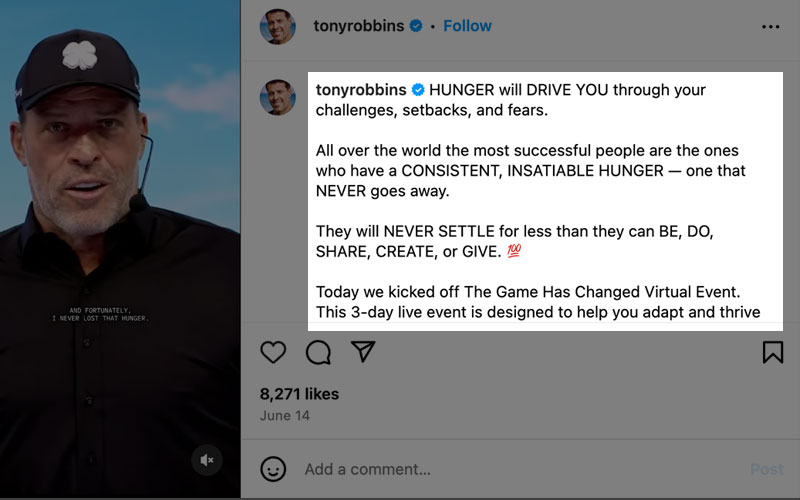 tonyrobbins • Follow
tonyrobbins HUNGER will DRIVE YOU through your
challenges, setbacks, and fears.
All over the world the most successful people are the ones
who have a CONSISTENT, INSATIABLE HUNGER — one that
NEVER goes away.
They will NEVER SETTLE for less than they can BE, DO,
SHARE, CREATE, or GIVE. 💯
Today we kicked off The Game Has Changed Virtual Event.
This 3-day live event is designed to help you adapt and thrive
AND FORTUNATELY,
I NEVER LOST THAT HUNGER.
8,271 likes
June 14
Add a comment...
Post